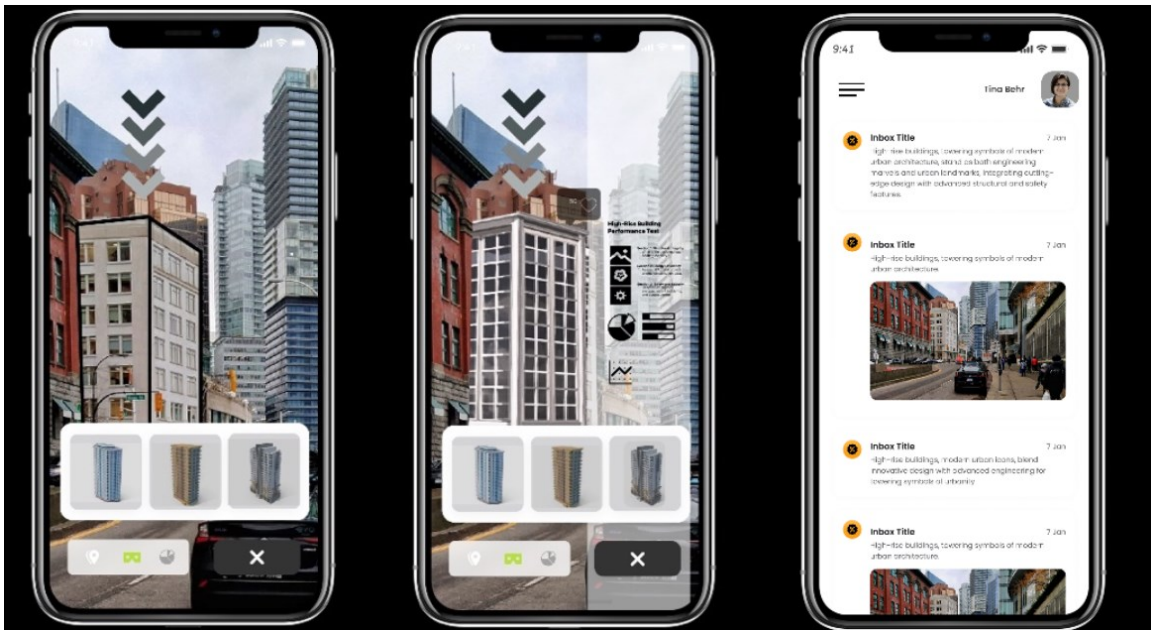 9:41
Tina Behr
Inbox Title
7 Jan
High-rise buildings, towering symbols of modern
urban architecture, stand as both engineering
marvels and urban landmarks, integrating cutting-
edge design with advanced structural and safety
features.
Inbox Title
7 Jan
High-rise buildings, towering symbols of modern
urban architecture.
Inbox Title
7 Jan
High-rise buildings, modern urban icons, blend
innovative design with advanced engineering for
towering symbols of urbanity.
Inbox Title
7 Jan
High-rise buildings, towering symbols of modern
urban architecture.
High-Rise Building
Performance Test